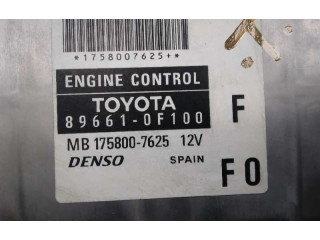 *1758007625+*
ENGINE CONTROL
TOYOTA F
89661-0F100
MB 175800-7625 12V
DENSO SPAIN F0